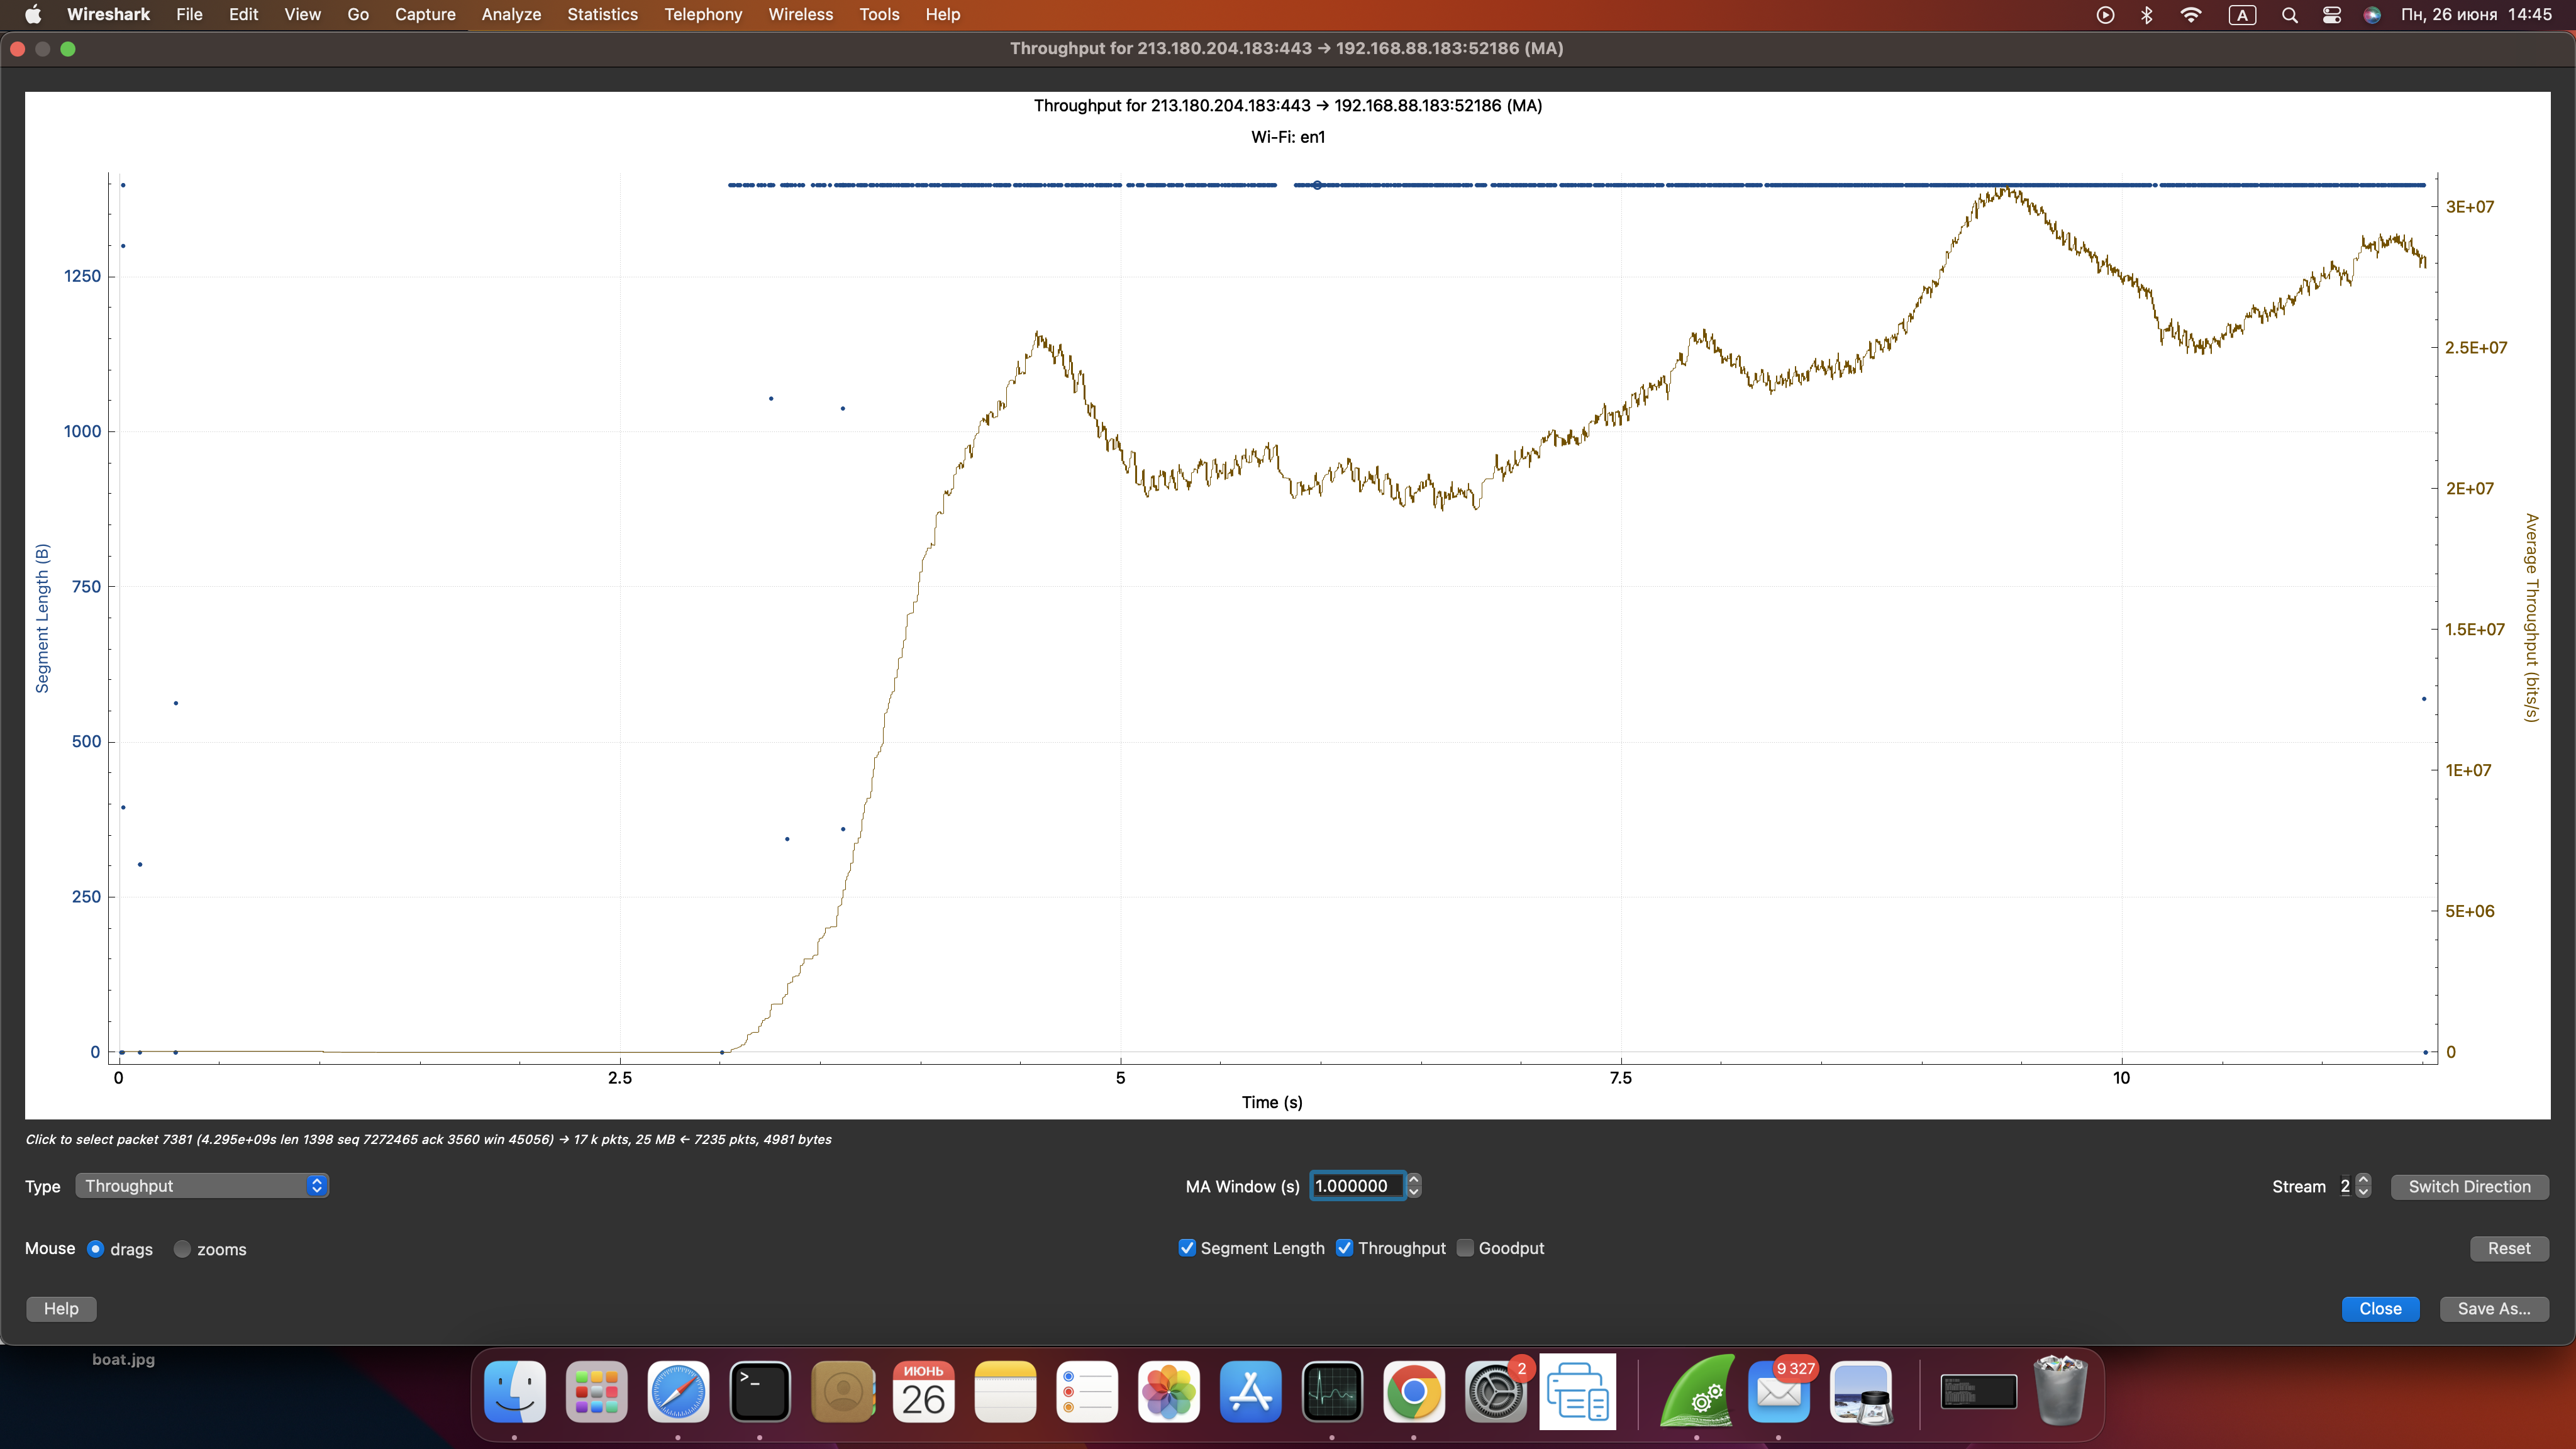 Wireshark File Edit View Go Capture Analyze Statistics Telephony Wireless Tools Help A Пн, 26 июня 14:45
Throughput for 213.180.204.183:443 → 192.168.88.183:52186 (MA)
Throughput for 213.180.204.183:443 → 192.168.88.183:52186 (MA)
Wi-Fi: en1
Segment Length (B)
1250
1000
750
500
250
0
3E+07
2.5E+07
2E+07
1.5E+07
1E+07
5E+06
0
Average Throughput (bits/s)
0 2.5 5 7.5 10
Time (s)
Click to select packet 7381 (4.295e+09s len 1398 seq 7272465 ack 3560 win 45056) → 17 k pkts, 25 MB ← 7235 pkts, 4981 bytes
Type Throughput MA Window (s) 1.000000 Stream 2 Switch Direction
Mouse drags zooms Segment Length Throughput Goodput Reset
Help Close Save As...
boat.jpg
ИЮНЬ
26
2
9 327